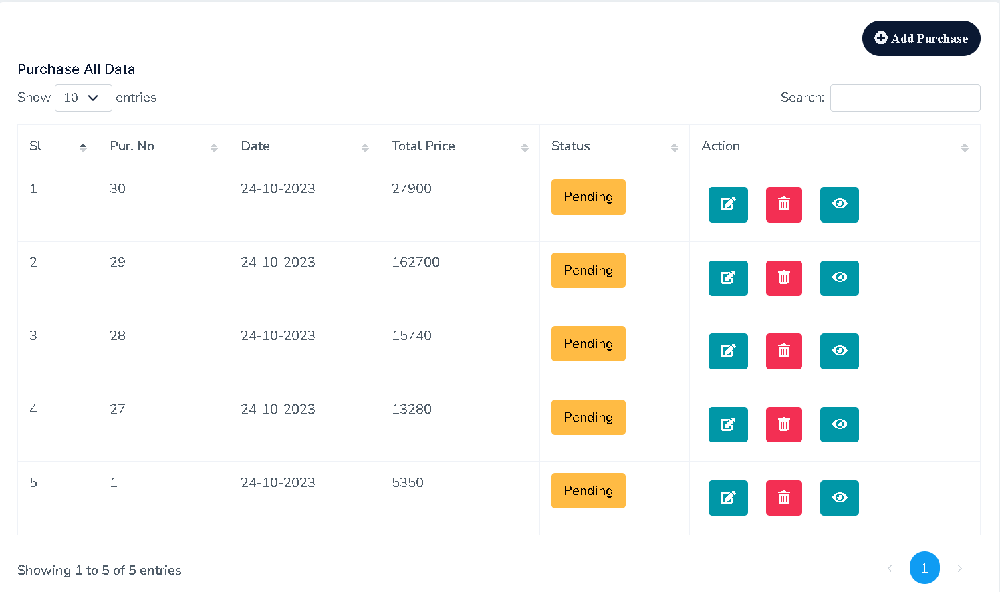 Add Purchase
Purchase All Data
Show 10 entries Search:
Sl Pur. No Date Total Price Status Action
1 30 24-10-2023 27900 Pending
2 29 24-10-2023 162700 Pending
3 28 24-10-2023 15740 Pending
4 27 24-10-2023 13280 Pending
5 1 24-10-2023 5350 Pending
Showing 1 to 5 of 5 entries 1